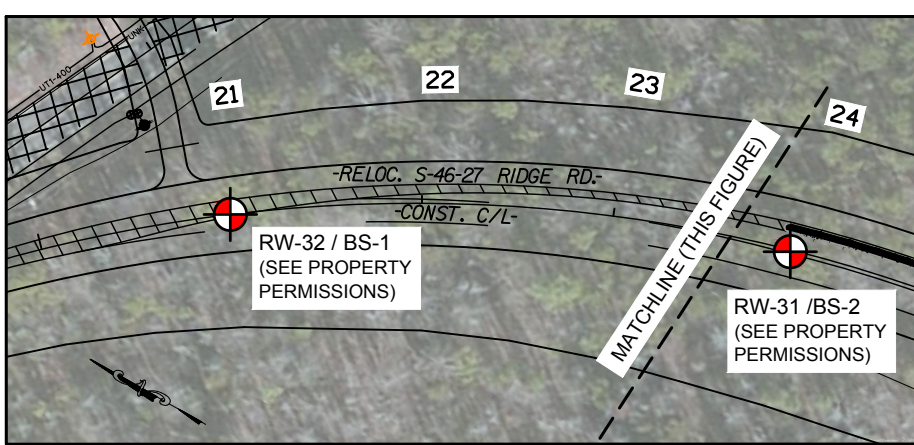 UT1-400
UNK
21
22
23
24
-RELOC. S-46-27 RIDGE RD.-
-CONST. C/L-
MATCHLINE (THIS FIGURE)
RW-32 / BS-1
(SEE PROPERTY
PERMISSIONS)
RW-31 /BS-2
(SEE PROPERTY
PERMISSIONS)